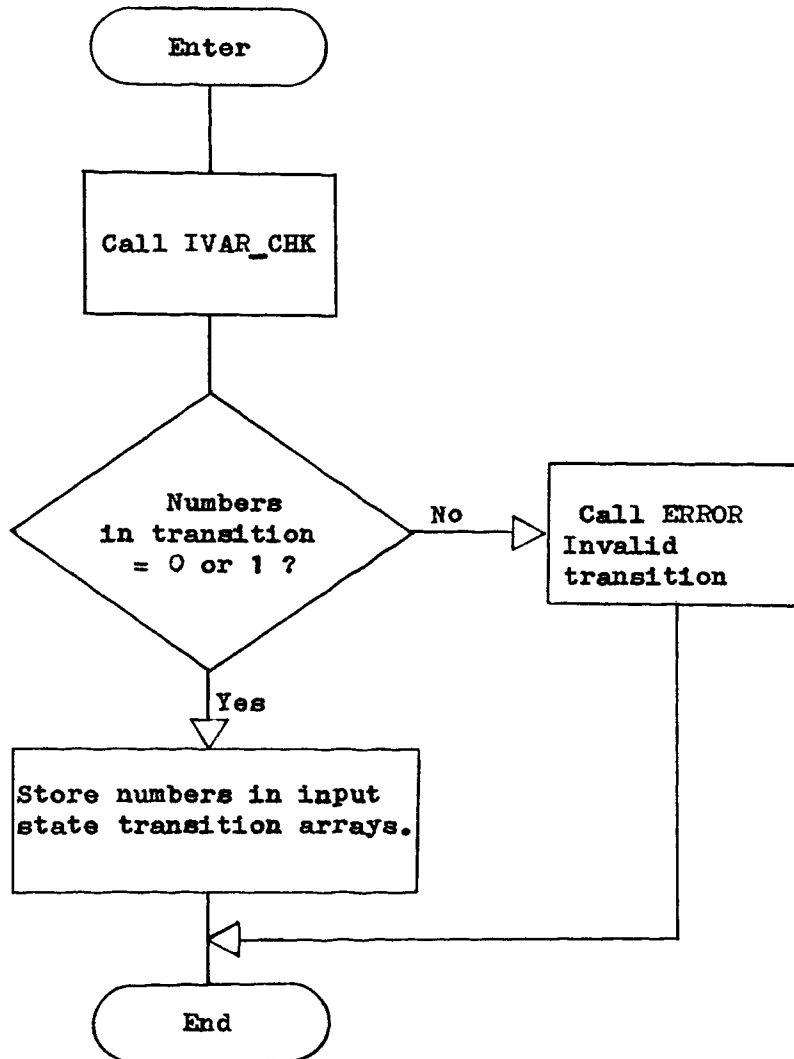 Enter
Call IVAR_CHK
Numbers
in transition
= 0 or 1 ?
No
Call ERROR
Invalid
transition
Yes
Store numbers in input
state transition arrays.
End